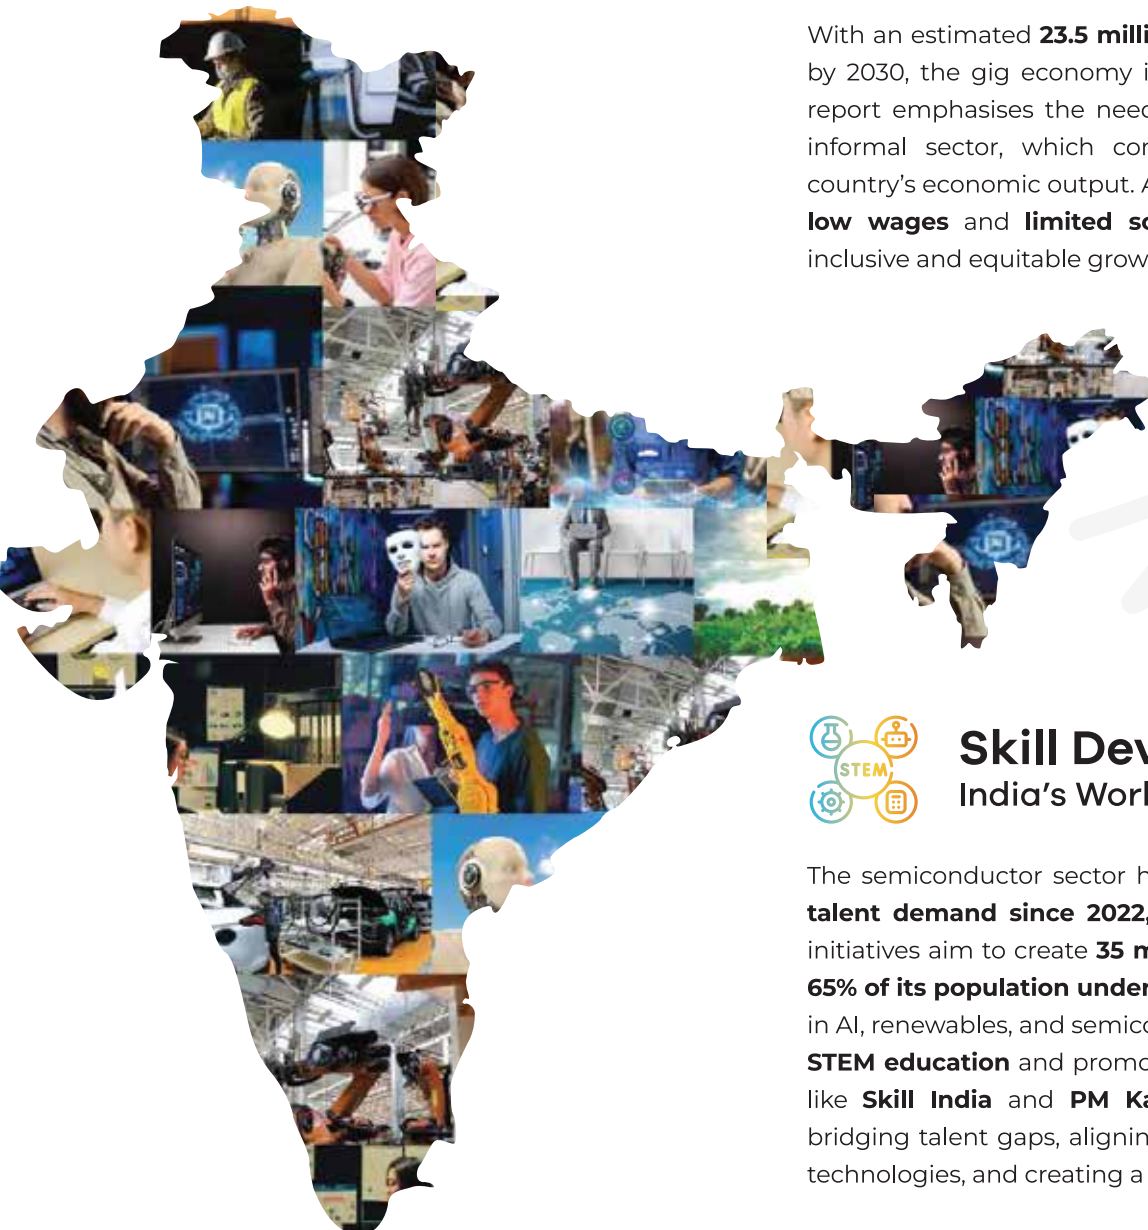 With an estimated 23.5 milli
by 2030, the gig economy i
report emphasises the need
informal sector, which con
country's economic output. A
low wages and limited so
inclusive and equitable grow
STEM
Skill Dev
India's Worl
The semiconductor sector h
talent demand since 2022,
initiatives aim to create 35 m
65% of its population under
in AI, renewables, and semico
STEM education and promo
like Skill India and PM Ka
bridging talent gaps, alignin
technologies, and creating a